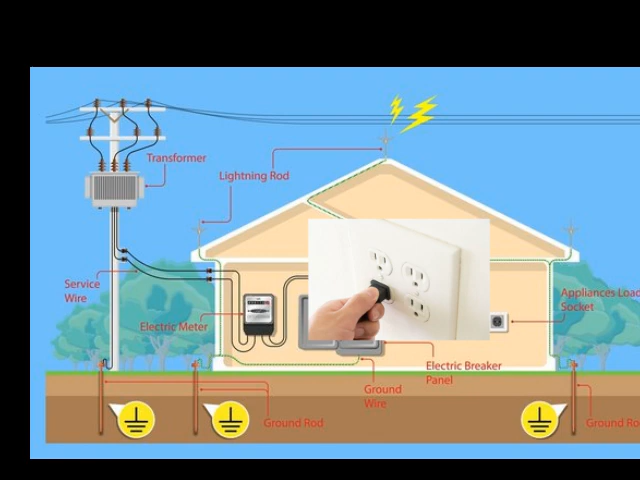 Transformer
Lightning Rod
Service
Wire
Electric Meter
Appliances Load
Socket
Electric Breaker
Panel
Ground
Wire
Ground Rod
Ground Ro